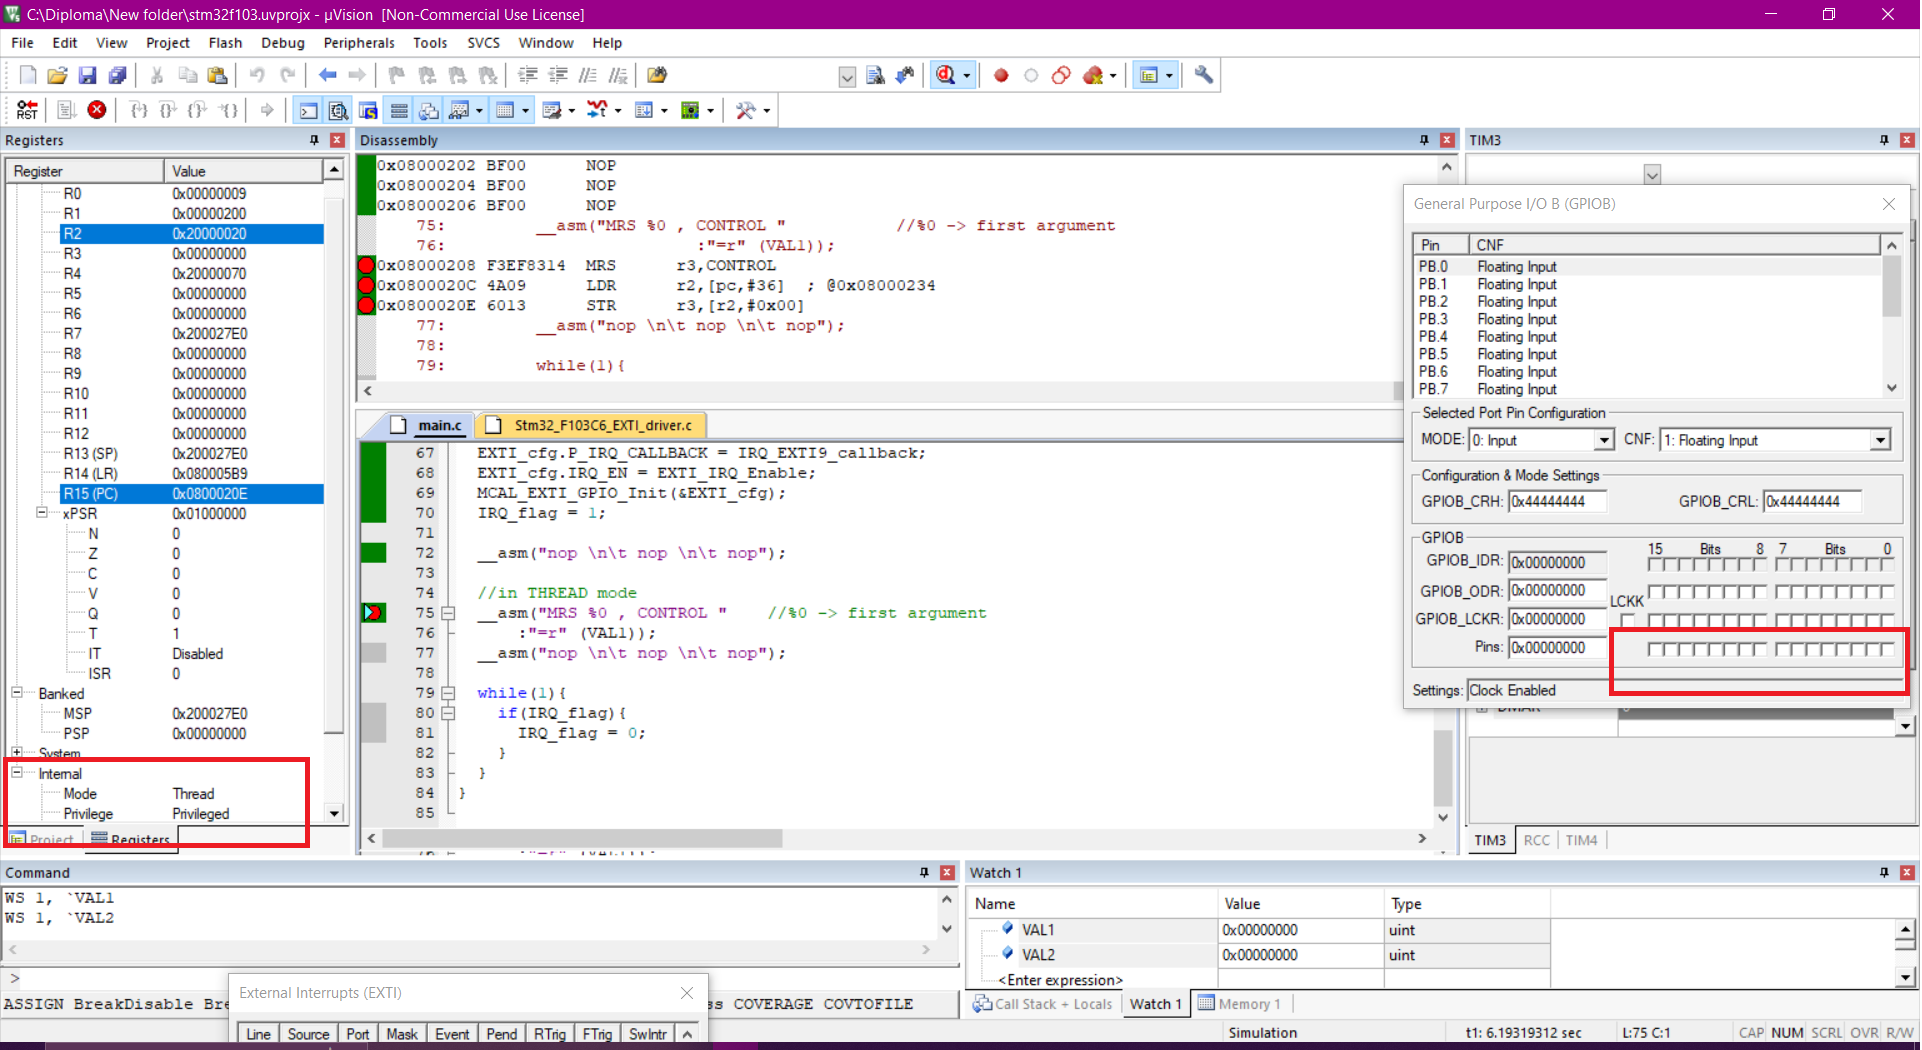 C:\Diploma\New folder\stm32f103.uvprojx - µVision  [Non-Commercial Use License]
File Edit View Project Flash Debug Peripherals Tools SVCS Window Help
RST
Registers
Register Value
R0 0x00000009
R1 0x00000200
R2 0x20000020
R3 0x00000000
R4 0x20000070
R5 0x00000000
R6 0x00000000
R7 0x200027E0
R8 0x00000000
R9 0x00000000
R10 0x00000000
R11 0x00000000
R12 0x00000000
R13 (SP) 0x200027E0
R14 (LR) 0x080005B9
R15 (PC) 0x0800020E
xPSR 0x01000000
N 0
Z 0
C 0
V 0
Q 0
T 1
IT Disabled
ISR 0
Banked
MSP 0x200027E0
PSP 0x00000000
System
Internal
Mode Thread
Privilege Privileged
Project Registers
Disassembly
0x08000202 BF00 NOP
0x08000204 BF00 NOP
0x08000206 BF00 NOP
75: __asm("MRS %0 , CONTROL " //%0 -> first argument
76: :"=r" (VAL1));
0x08000208 F3EF8314 MRS r3,CONTROL
0x0800020C 4A09 LDR r2,[pc,#36] ; @0x08000234
0x0800020E 6013 STR r3,[r2,#0x00]
77: __asm("nop \n\t nop \n\t nop");
78:
79: while(1){
main.c Stm32_F103C6_EXTI_driver.c
67 EXTI_cfg.P_IRQ_CALLBACK = IRQ_EXTI9_callback;
68 EXTI_cfg.IRQ_EN = EXTI_IRQ_Enable;
69 MCAL_EXTI_GPIO_Init(&EXTI_cfg);
70 IRQ_flag = 1;
71
72 __asm("nop \n\t nop \n\t nop");
73
74 //in THREAD mode
75 __asm("MRS %0 , CONTROL " //%0 -> first argument
76 :"=r" (VAL1));
77 __asm("nop \n\t nop \n\t nop");
78
79 while(1){
80 if(IRQ_flag){
81 IRQ_flag = 0;
82 }
83 }
84 }
85
TIM3
General Purpose I/O B (GPIOB)
Pin CNF
PB.0 Floating Input
PB.1 Floating Input
PB.2 Floating Input
PB.3 Floating Input
PB.4 Floating Input
PB.5 Floating Input
PB.6 Floating Input
PB.7 Floating Input
Selected Port Pin Configuration
MODE: 0: Input CNF: 1: Floating Input
Configuration & Mode Settings
GPIOB_CRH: 0x44444444 GPIOB_CRL: 0x44444444
GPIOB
15 Bits 8 7 Bits 0
GPIOB_IDR: 0x00000000
GPIOB_ODR: 0x00000000
LCKK
GPIOB_LCKR: 0x00000000
Pins: 0x00000000
Settings: Clock Enabled
TIM3 RCC TIM4
Command
WS 1, `VAL1
WS 1, `VAL2
>
ASSIGN BreakDisable COVERAGE COVTOFILE
External Interrupts (EXTI)
Line Source Port Mask Event Pend RTrig FTrig SwIntr
Watch 1
Name Value Type
VAL1 0x00000000 uint
VAL2 0x00000000 uint
<Enter expression>
Call Stack + Locals Watch 1 Memory 1
Simulation t1: 6.19319312 sec L:75 C:1 CAP NUM SCRL OVR R/W